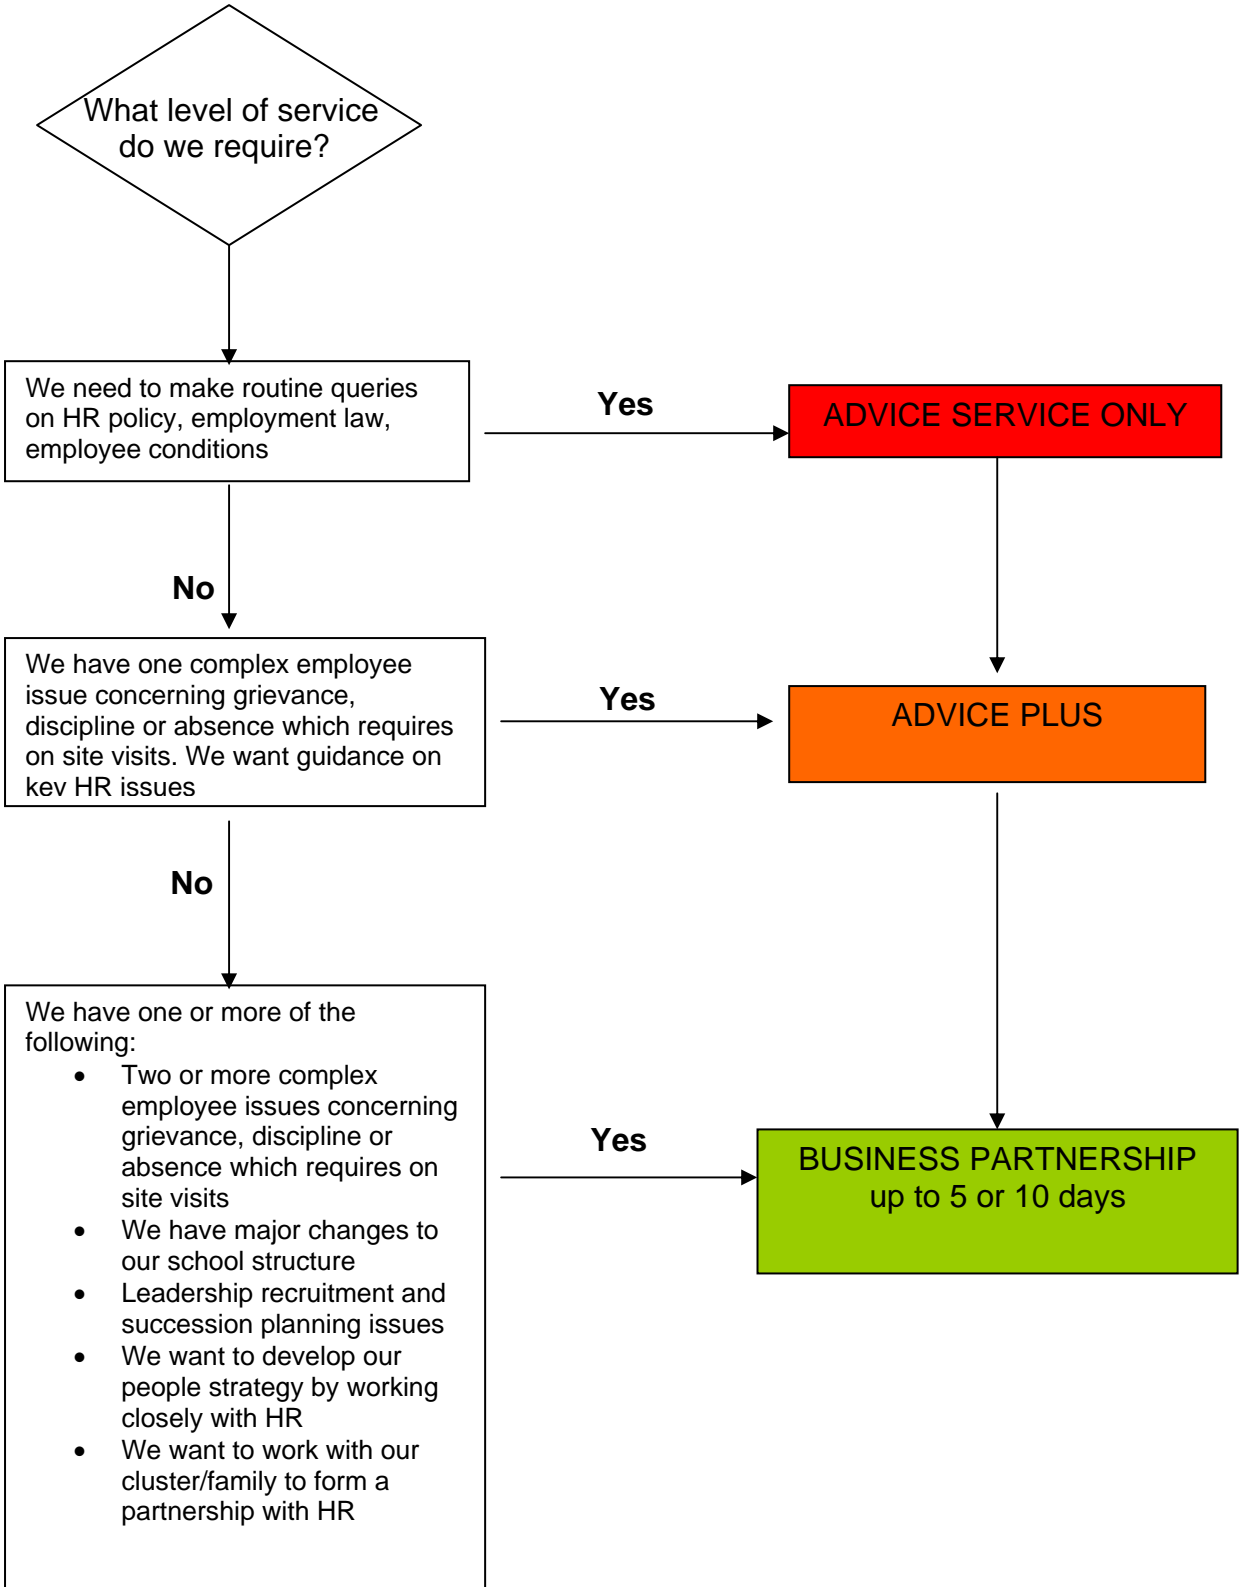 What level of service
do we require?
We need to make routine queries
on HR policy, employment law,
employee conditions
Yes
ADVICE SERVICE ONLY
No
We have one complex employee
issue concerning grievance,
discipline or absence which requires
on site visits. We want guidance on
key HR issues
Yes
ADVICE PLUS
No
We have one or more of the
following:
• Two or more complex
employee issues concerning
grievance, discipline or
absence which requires on
site visits
• We have major changes to
our school structure
• Leadership recruitment and
succession planning issues
• We want to develop our
people strategy by working
closely with HR
• We want to work with our
cluster/family to form a
partnership with HR
Yes
BUSINESS PARTNERSHIP
up to 5 or 10 days